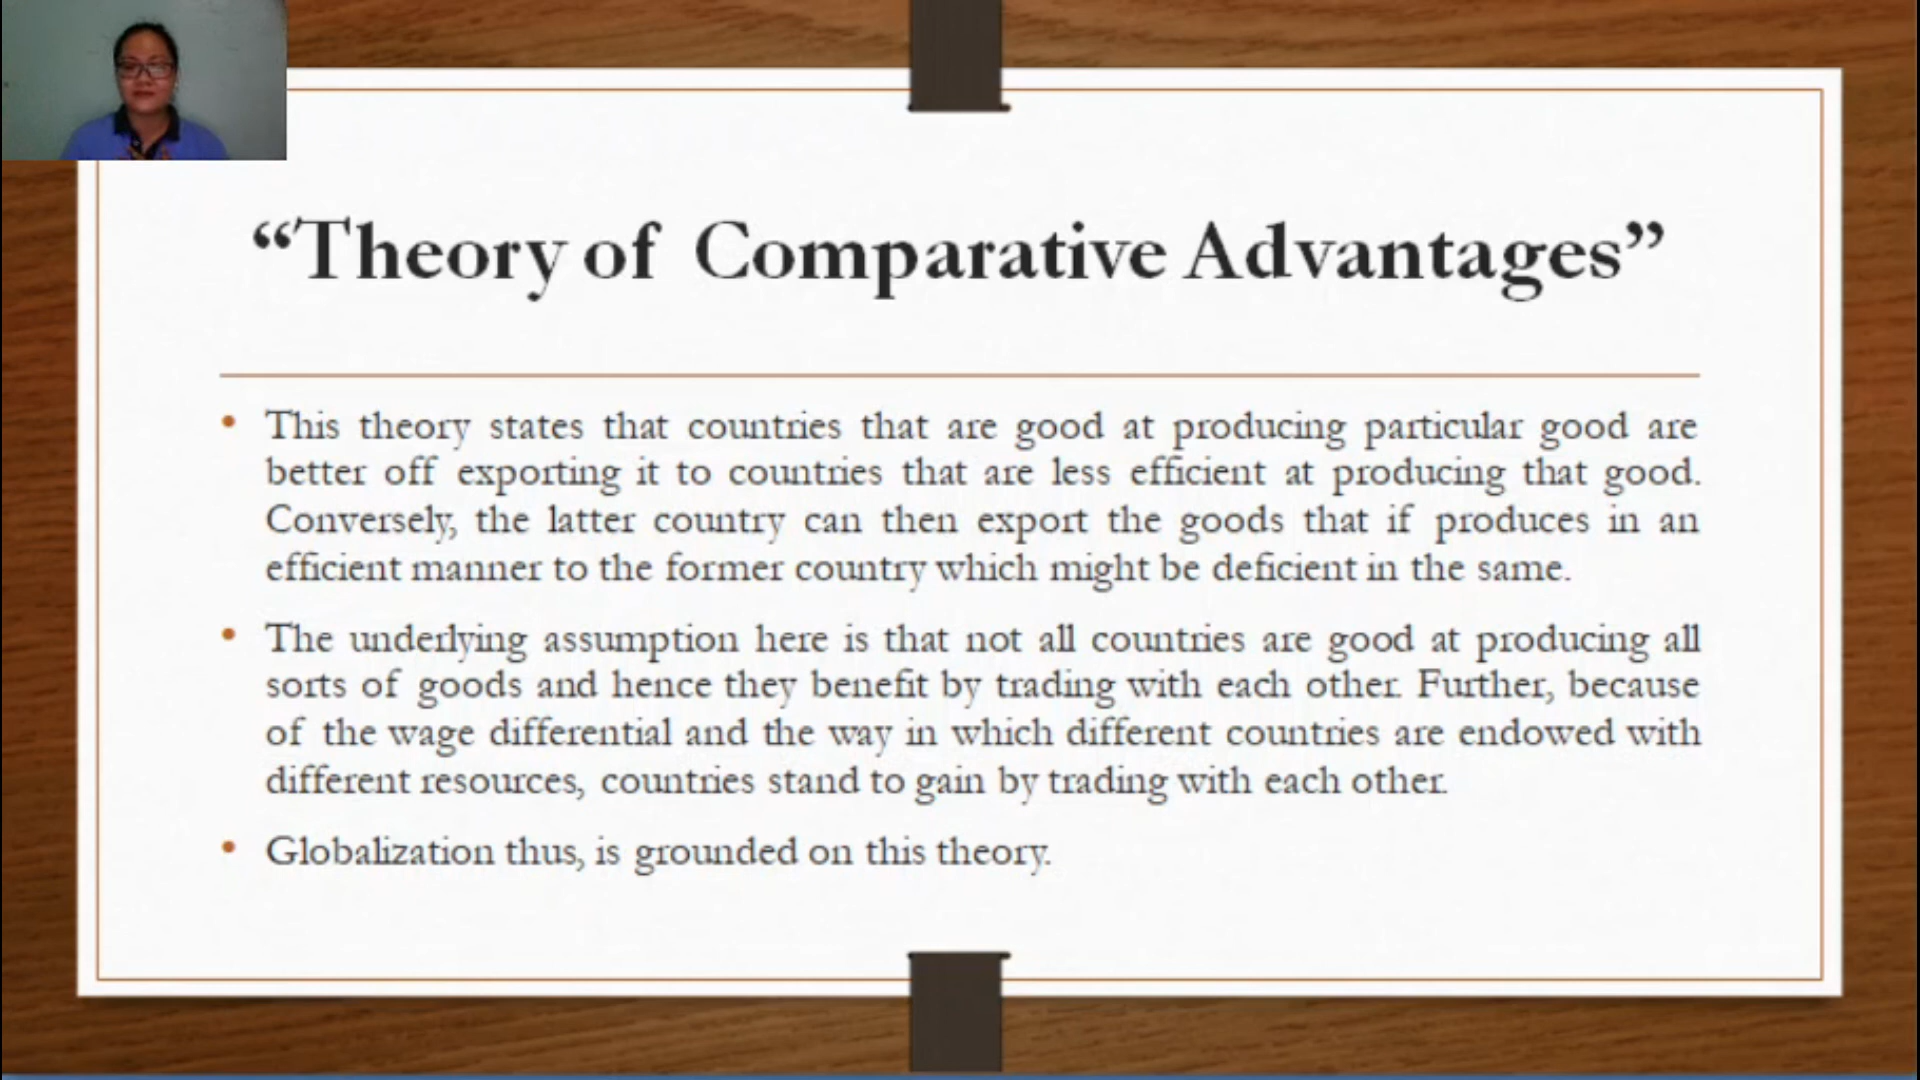 “Theory of Comparative Advantages”
• This theory states that countries that are good at producing particular good are
better off exporting it to countries that are less efficient at producing that good.
Conversely, the latter country can then export the goods that if produces in an
efficient manner to the former country which might be deficient in the same.
• The underlying assumption here is that not all countries are good at producing all
sorts of goods and hence they benefit by trading with each other. Further, because
of the wage differential and the way in which different countries are endowed with
different resources, countries stand to gain by trading with each other.
• Globalization thus, is grounded on this theory.